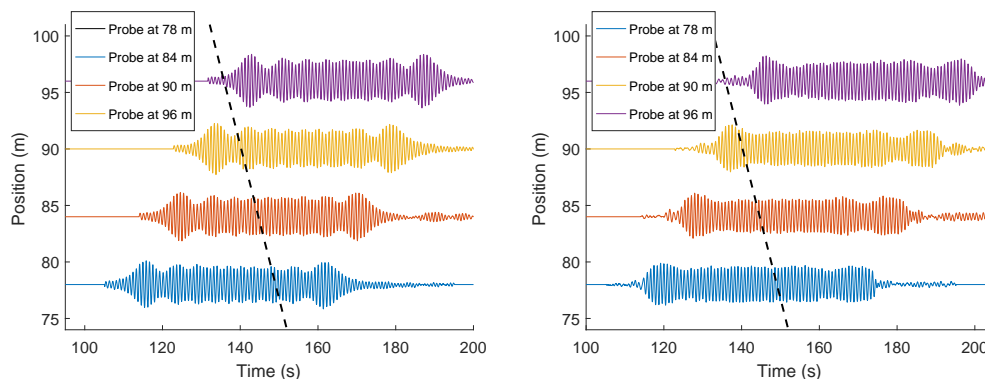 100
95
90
85
80
75
Position (m)
100
120
140
160
180
200
Time (s)
Probe at 78 m
Probe at 84 m
Probe at 90 m
Probe at 96 m
100
95
90
85
80
75
Position (m)
100
120
140
160
180
200
Time (s)
Probe at 78 m
Probe at 84 m
Probe at 90 m
Probe at 96 m